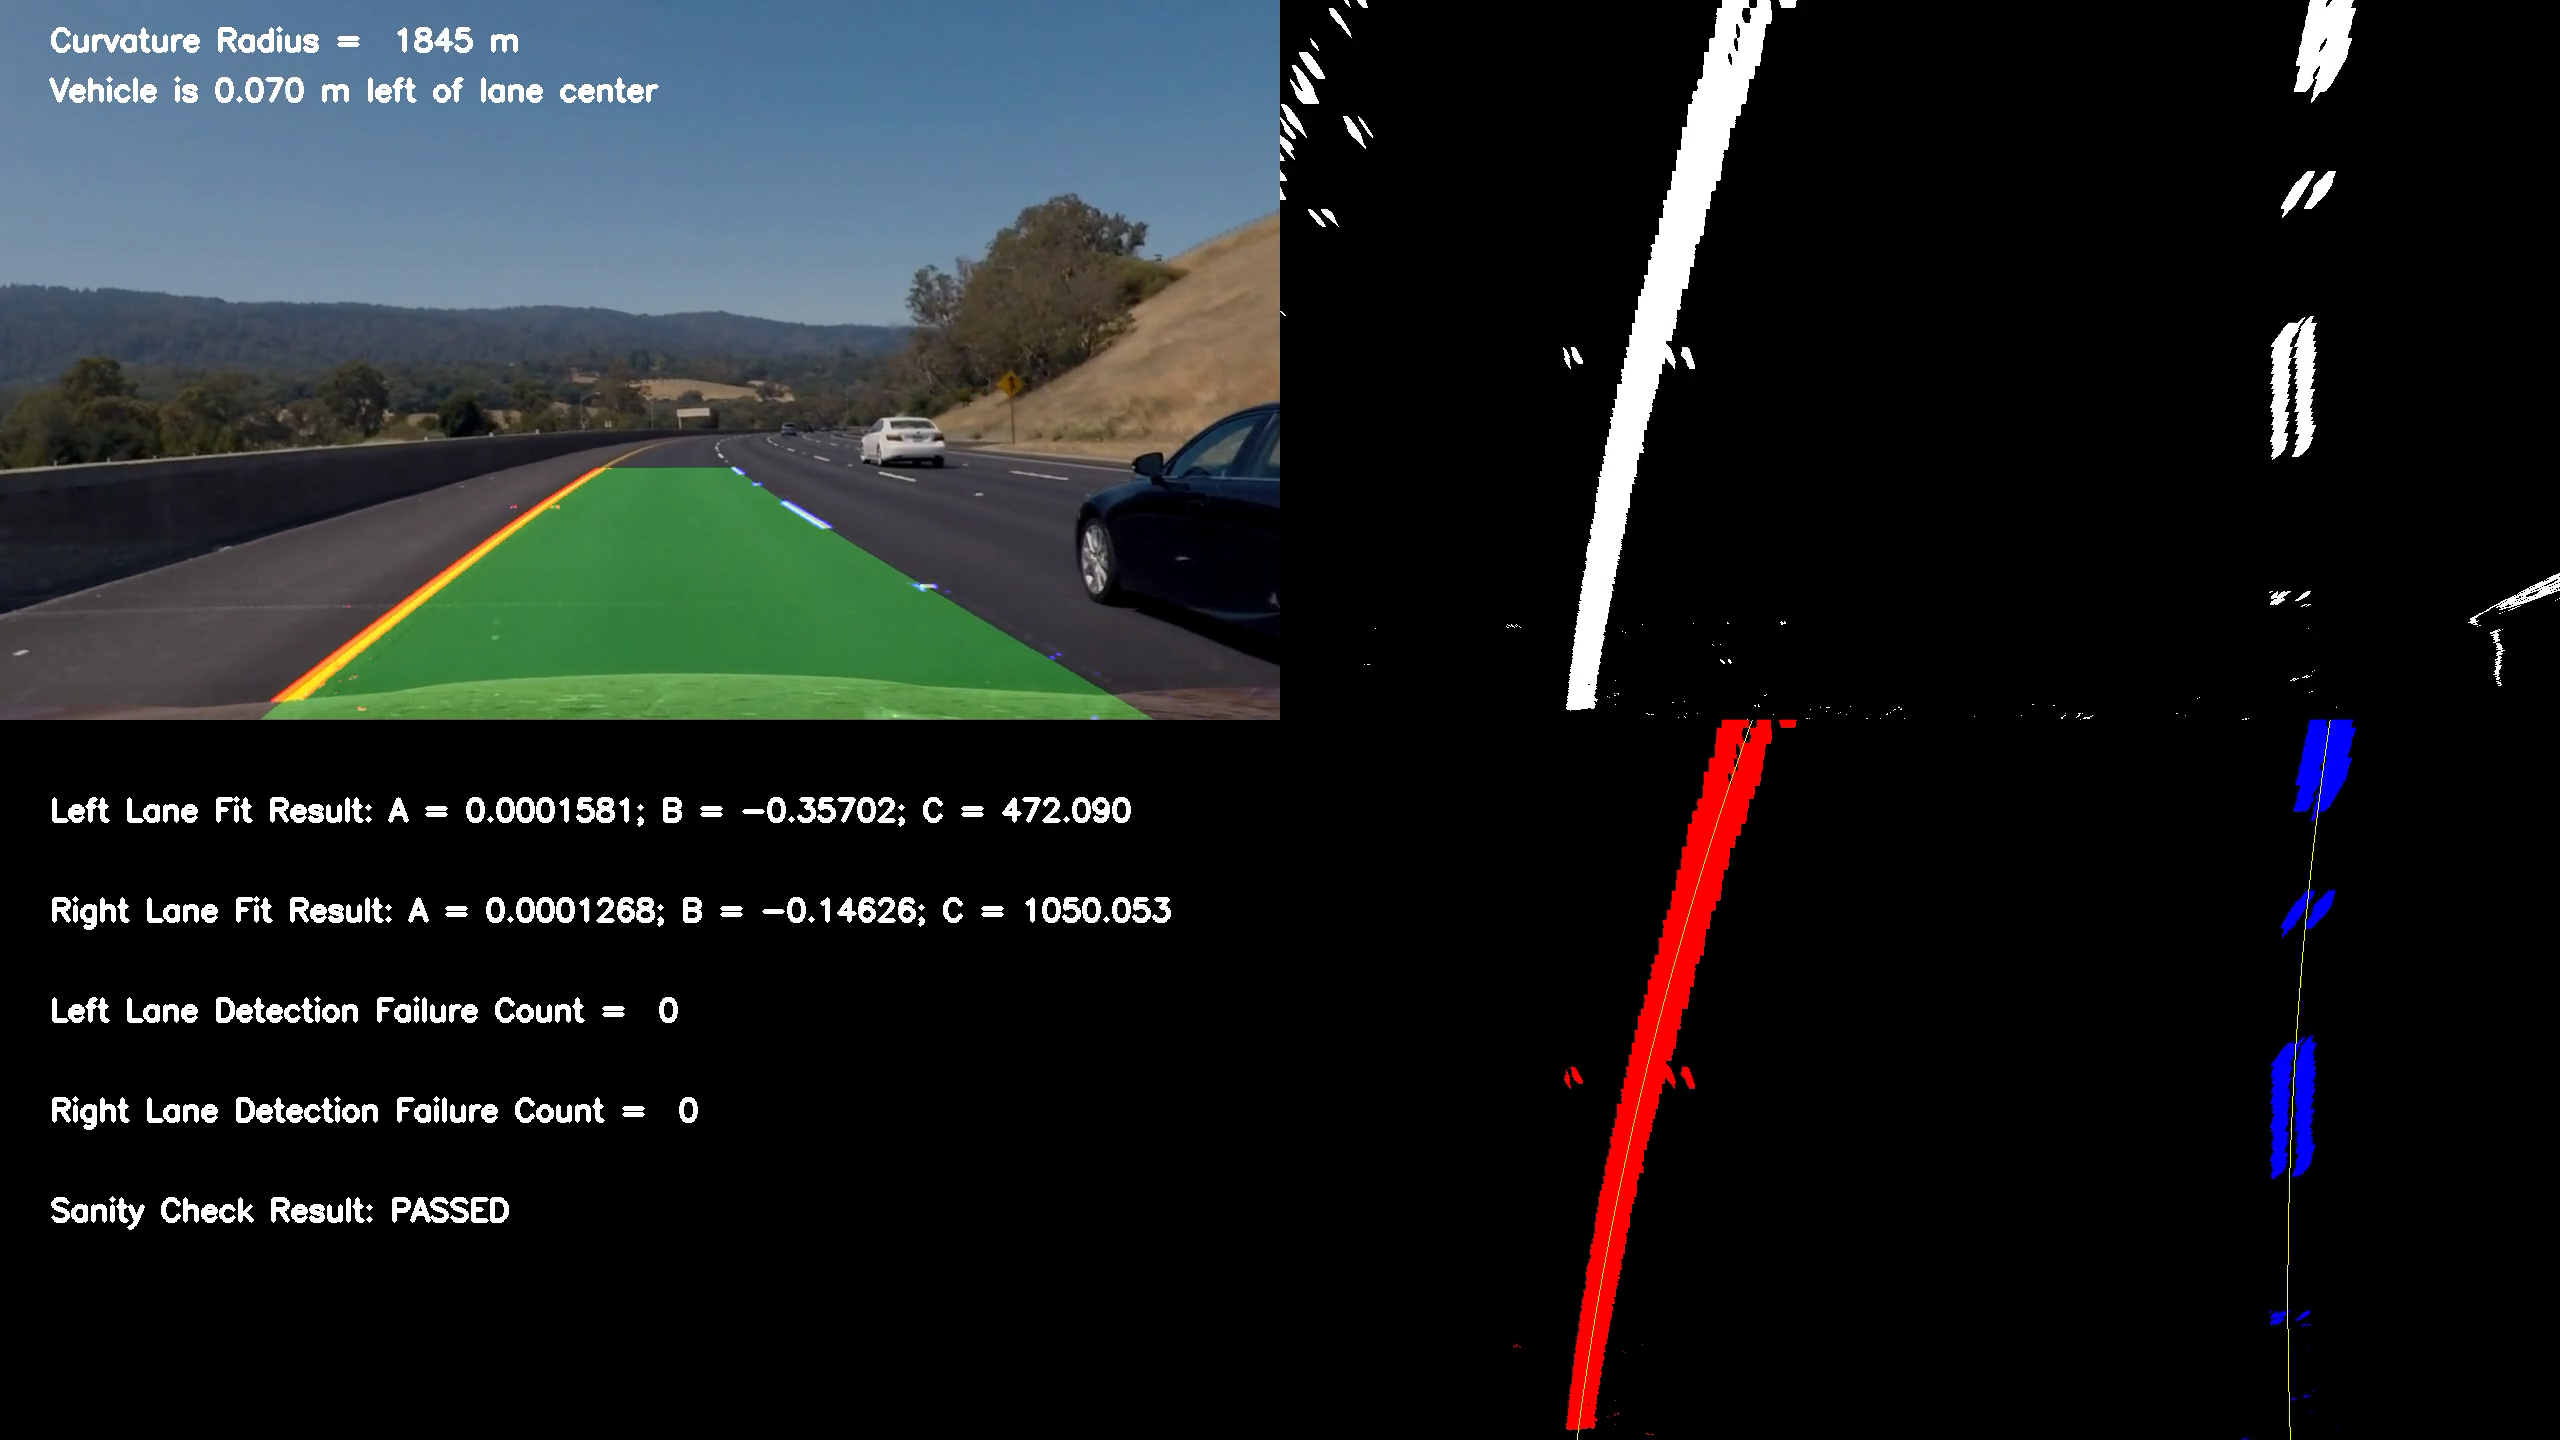 Curvature Radius =  1845 m
Vehicle is 0.070 m left of lane center
Left Lane Fit Result: A = 0.0001581; B = -0.35702; C = 472.090
Right Lane Fit Result: A = 0.0001268; B = -0.14626; C = 1050.053
Left Lane Detection Failure Count =  0
Right Lane Detection Failure Count =  0
Sanity Check Result: PASSED